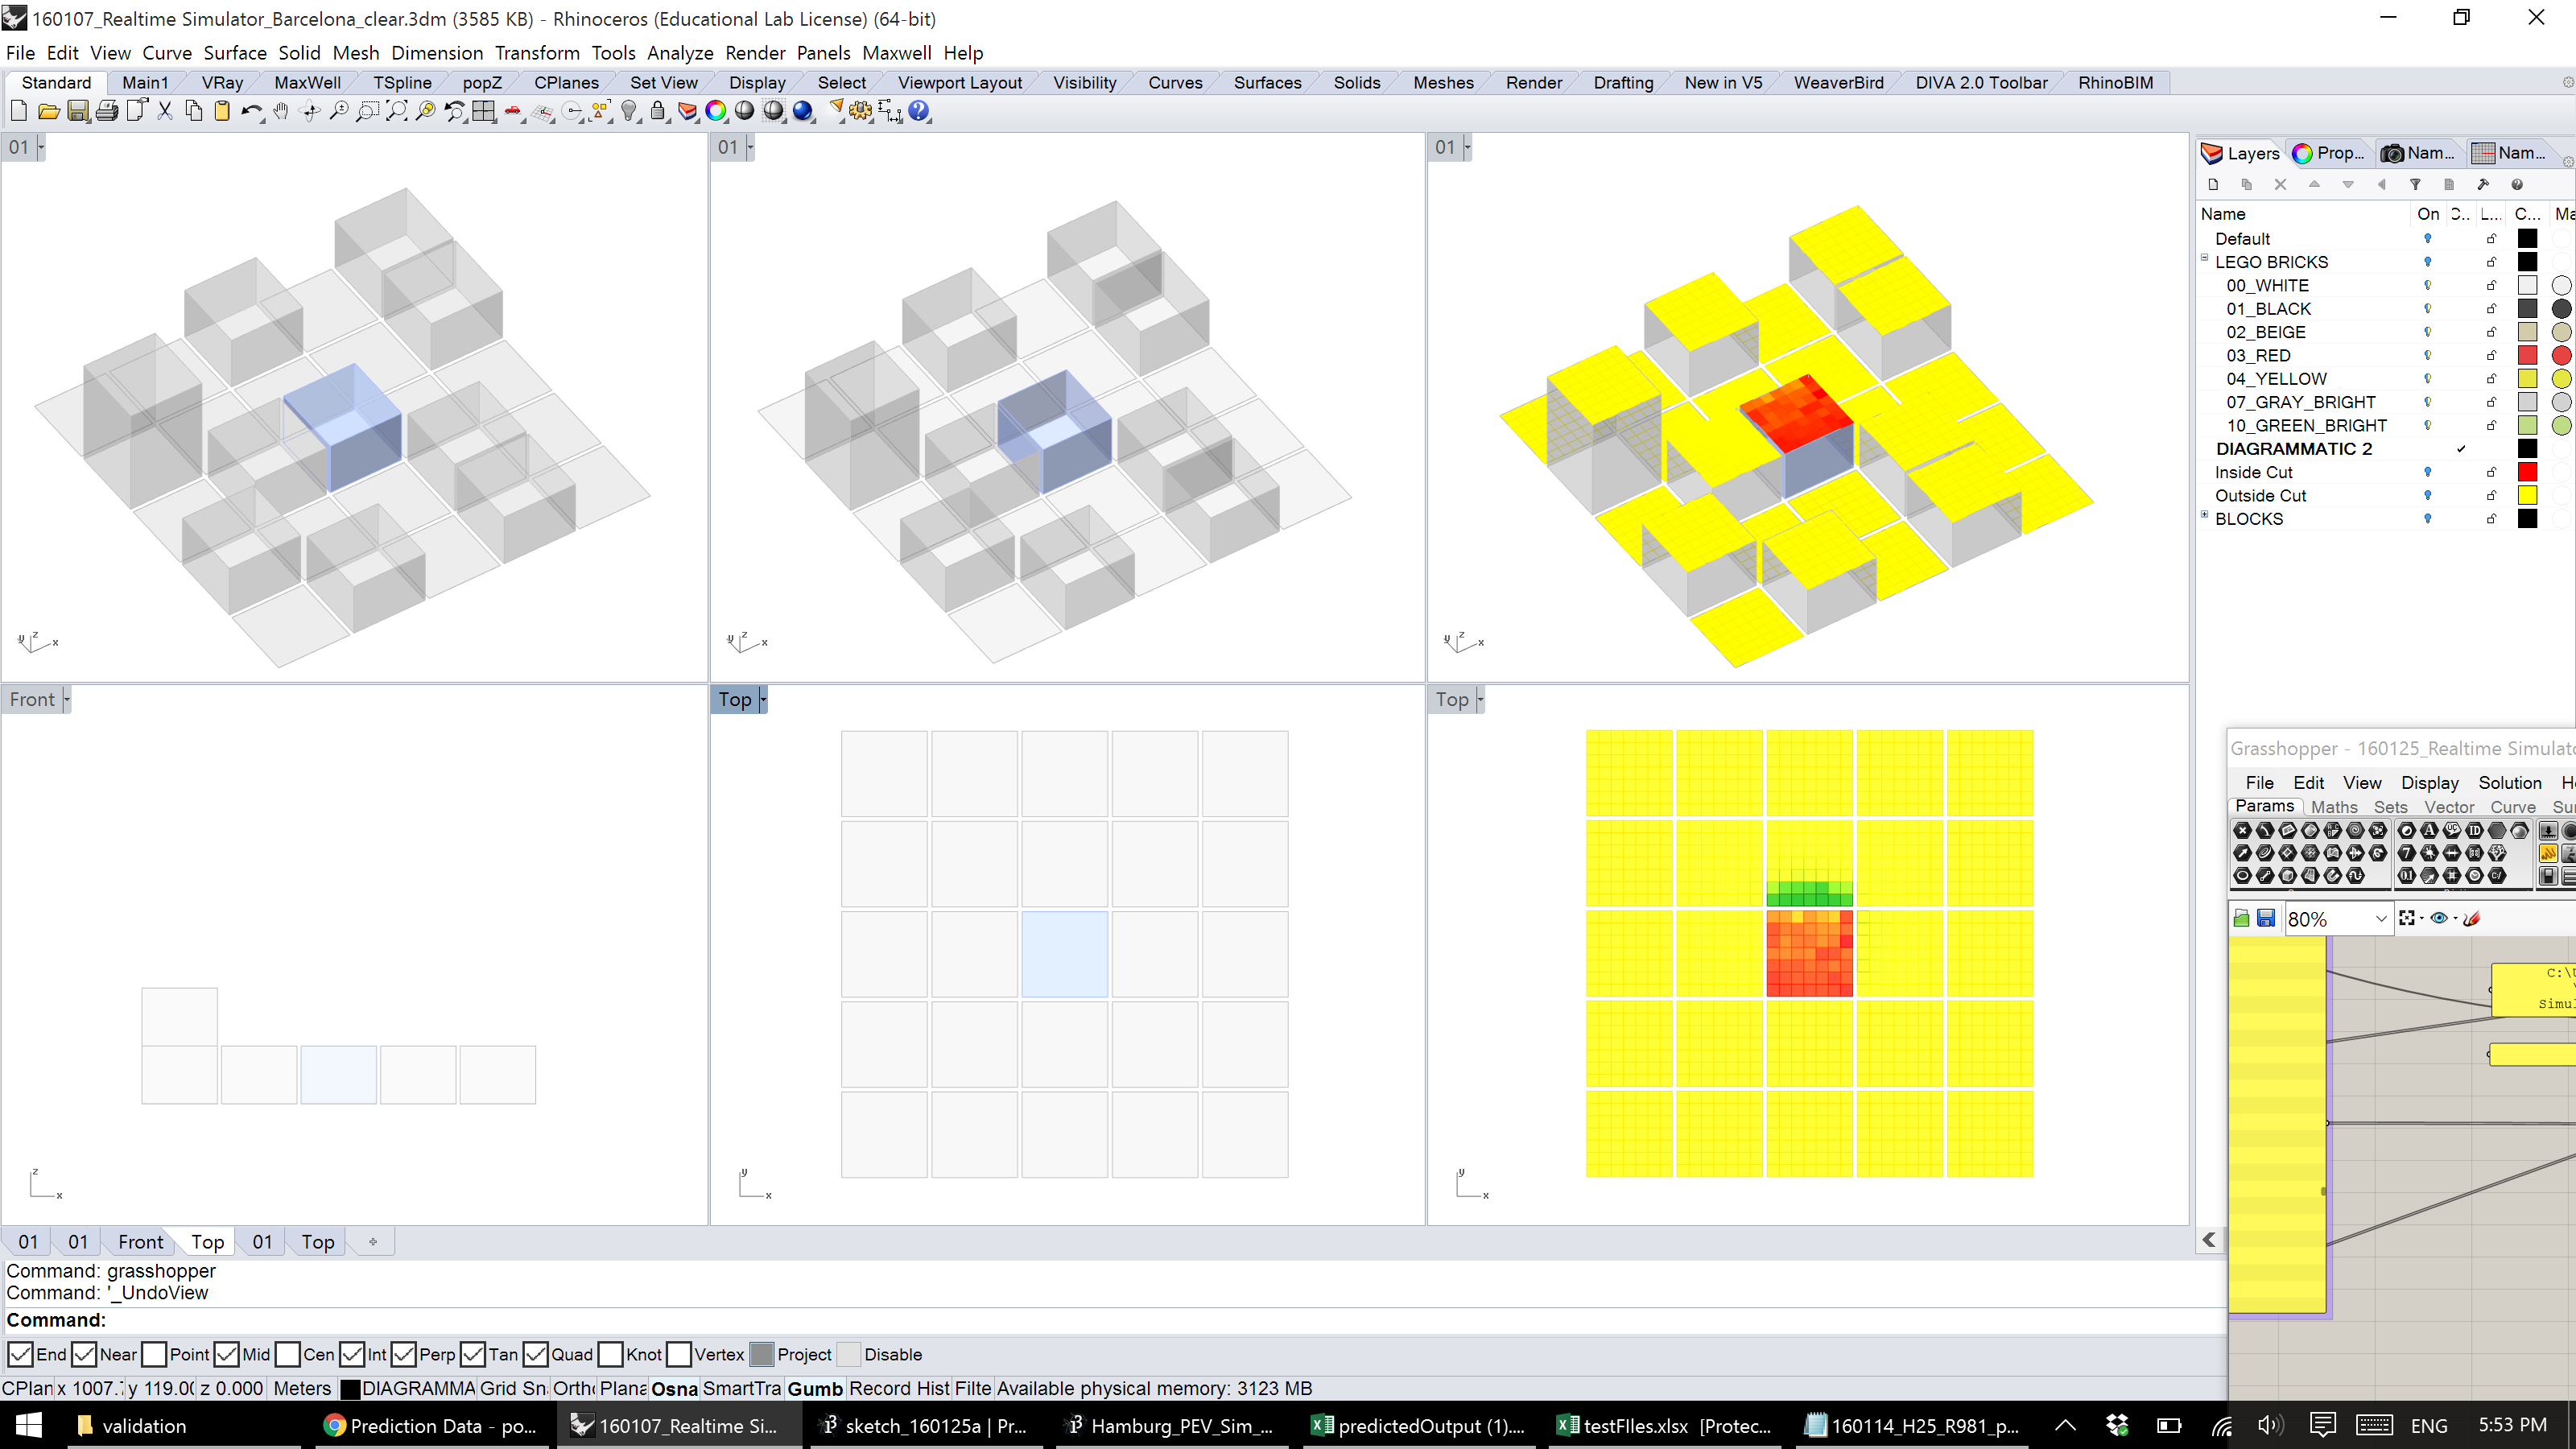 160107_Realtime Simulator_Barcelona_clear.3dm (3585 KB) - Rhinoceros (Educational Lab License) (64-bit)
File Edit View Curve Surface Solid Mesh Dimension Transform Tools Analyze Render Panels Maxwell Help
Standard Main1 VRay MaxWell TSpline popZ CPlanes Set View Display Select Viewport Layout Visibility Curves Surfaces Solids Meshes Render Drafting New in V5 WeaverBird DIVA 2.0 Toolbar RhinoBIM
01 01 01
Layers Prop... Nam... Nam...
Name On L... C... Ma
Default
LEGO BRICKS
00_WHITE
01_BLACK
02_BEIGE
03_RED
04_YELLOW
07_GRAY_BRIGHT
10_GREEN_BRIGHT
DIAGRAMMATIC 2
Inside Cut
Outside Cut
BLOCKS
y z x y z x y z x
Front Top Top
Grasshopper - 160125_Realtime Simulato
File Edit View Display Solution He
Params Maths Sets Vector Curve Sur
80%
C:\U
Simul
z x y x y x
01 01 Front Top 01 Top
Command: grasshopper
Command: '_UndoView
Command:
End Near Point Mid Cen Int Perp Tan Quad Knot Vertex Project Disable
CPlan x 1007.7 y 119.00 z 0.000 Meters DIAGRAMMA Grid Sn Ortho Plana Osna SmartTra Gumb Record Hist Filte Available physical memory: 3123 MB
validation Prediction Data - po... 160107_Realtime Si... sketch_160125a | Pr... Hamburg_PEV_Sim_... predictedOutput (1).... testFIles.xlsx [Protec... 160114_H25_R981_p... ENG 5:53 PM